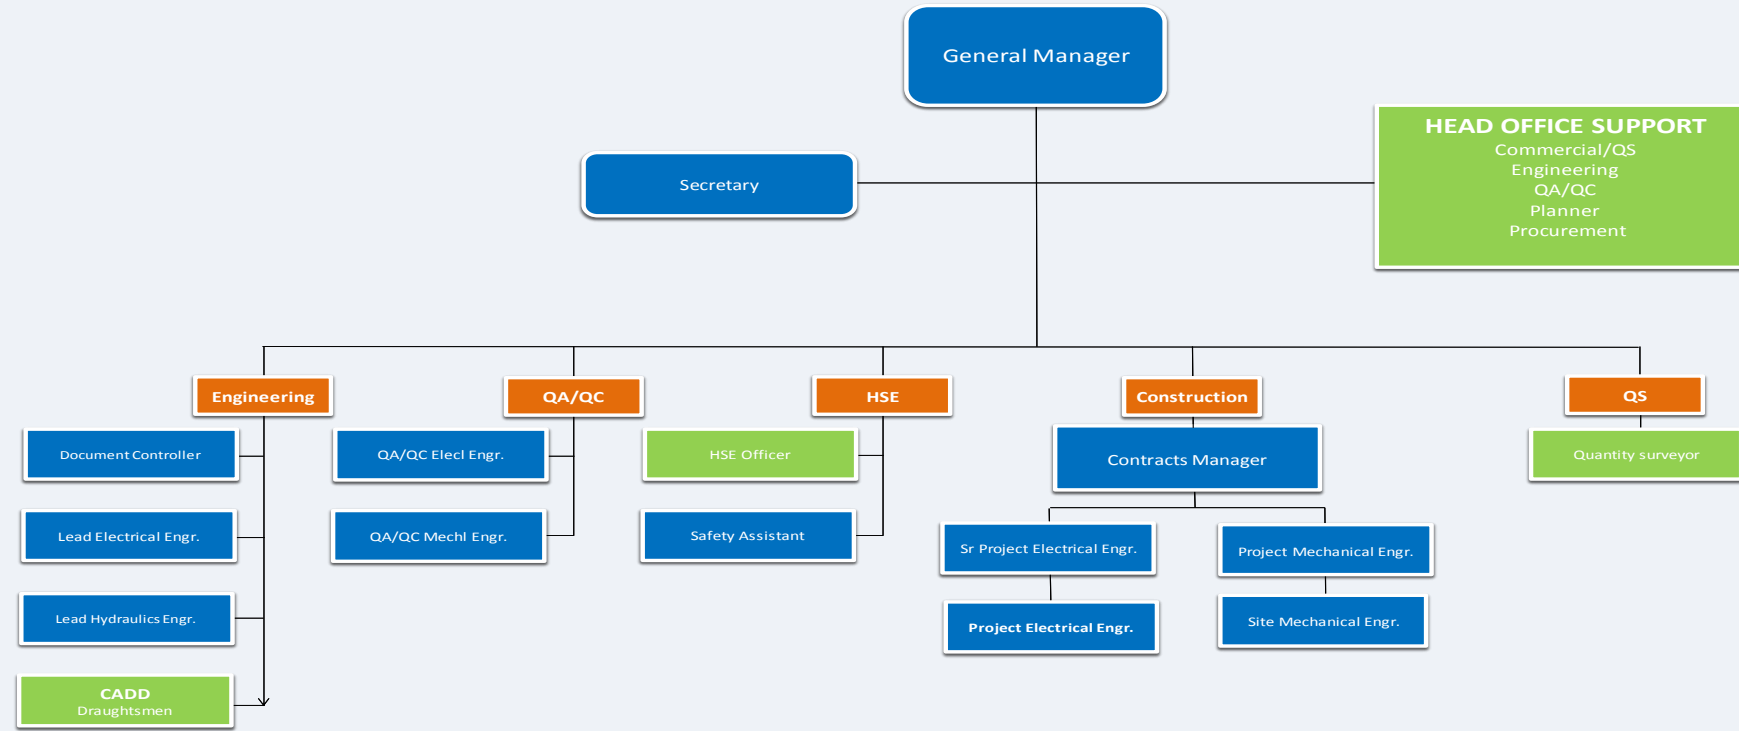 General Manager
HEAD OFFICE SUPPORT
Commercial/QS
Engineering
QA/QC
Planner
Procurement
Secretary
Engineering
QA/QC
HSE
Construction
QS
Document Controller
QA/QC Elecl Engr.
HSE Officer
Contracts Manager
Quantity surveyor
Lead Electrical Engr.
QA/QC Mechl Engr.
Safety Assistant
Sr Project Electrical Engr.
Project Mechanical Engr.
Lead Hydraulics Engr.
Project Electrical Engr.
Site Mechanical Engr.
CADD
Draughtsmen